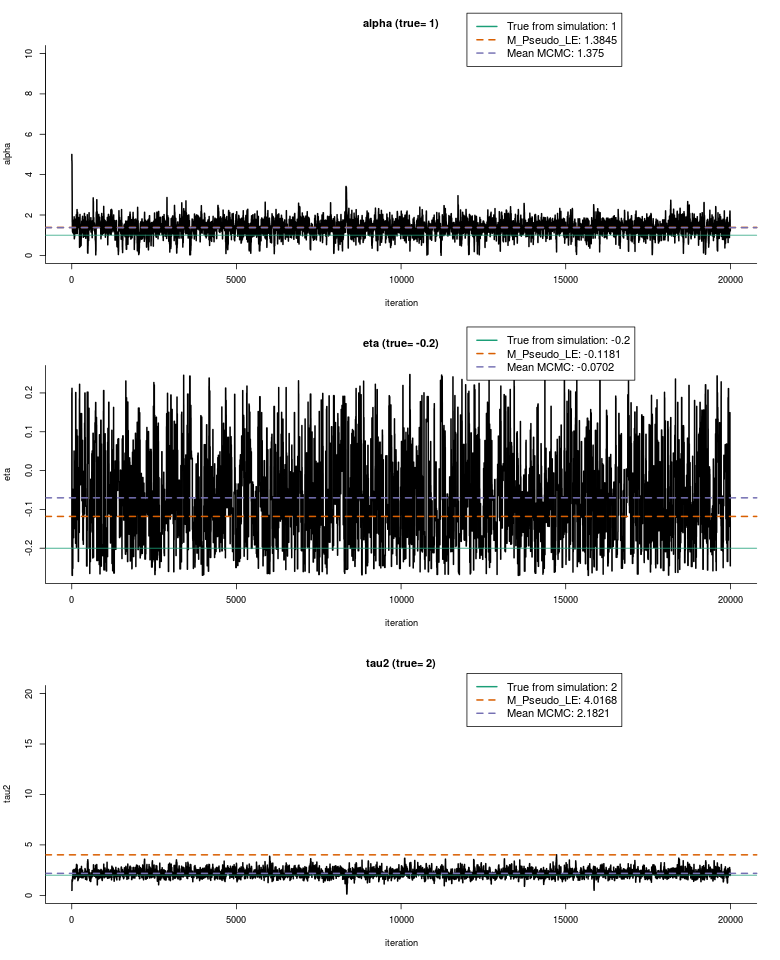 alpha (true= 1)
True from simulation: 1
M_Pseudo_LE: 1.3845
Mean MCMC: 1.375
alpha
10
8
6
4
2
0
0 5000 10000 15000 20000
iteration
eta (true= -0.2)
True from simulation: -0.2
M_Pseudo_LE: -0.1181
Mean MCMC: -0.0702
eta
0.2
0.1
0.0
-0.1
-0.2
0 5000 10000 15000 20000
iteration
tau2 (true= 2)
True from simulation: 2
M_Pseudo_LE: 4.0168
Mean MCMC: 2.1821
tau2
20
15
10
5
0
0 5000 10000 15000 20000
iteration